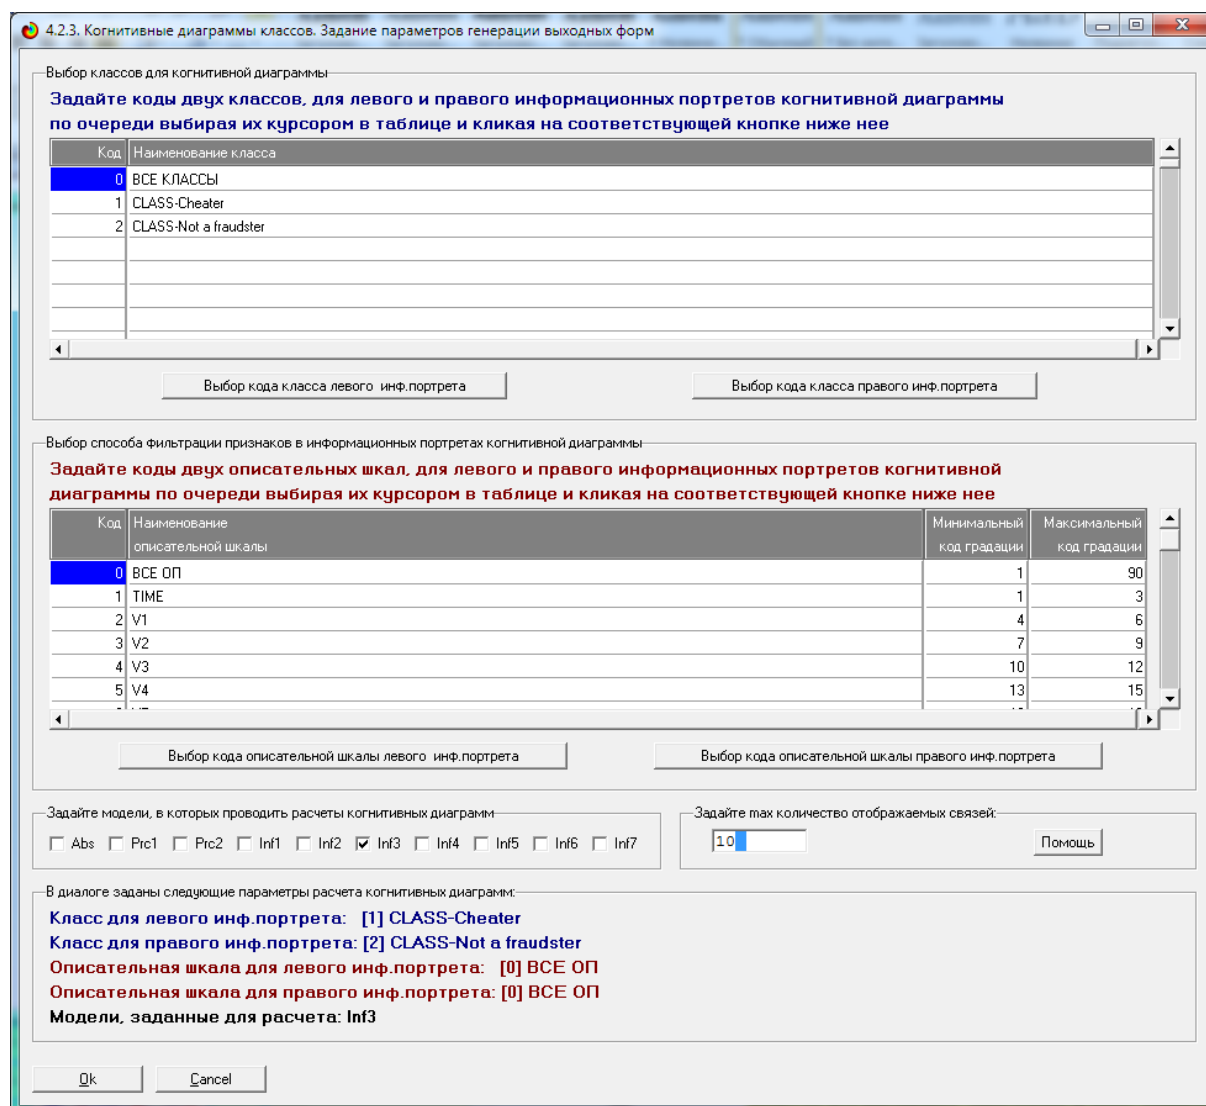 4.2.3. Когнитивные диаграммы классов. Задание параметров генерации выходных форм
Выбор классов для когнитивной диаграммы
Задайте коды двух классов, для левого и правого информационных портретов когнитивной диаграммы
по очереди выбирая их курсором в таблице и кликая на соответствующей кнопке ниже нее
Код Наименование класса
0 ВСЕ КЛАССЫ
1 CLASS-Cheater
2 CLASS-Not a fraudster
Выбор кода класса левого инф.портрета Выбор кода класса правого инф.портрета
Выбор способа фильтрации признаков в информационных портретах когнитивной диаграммы
Задайте коды двух описательных шкал, для левого и правого информационных портретов когнитивной
диаграммы по очереди выбирая их курсором в таблице и кликая на соответствующей кнопке ниже нее
Код Наименование Минимальный Максимальный
описательной шкалы код градации код градации
0 ВСЕ ОП 1 90
1 TIME 1 3
2 V1 4 6
3 V2 7 9
4 V3 10 12
5 V4 13 15
Выбор кода описательной шкалы левого инф.портрета Выбор кода описательной шкалы правого инф.портрета
Задайте модели, в которых проводить расчеты когнитивных диаграмм Задайте max количество отображаемых связей:
Abs Prc1 Prc2 Inf1 Inf2 Inf3 Inf4 Inf5 Inf6 Inf7 10 Помощь
В диалоге заданы следующие параметры расчета когнитивных диаграмм:
Класс для левого инф.портрета: [1] CLASS-Cheater
Класс для правого инф.портрета: [2] CLASS-Not a fraudster
Описательная шкала для левого инф.портрета: [0] ВСЕ ОП
Описательная шкала для правого инф.портрета: [0] ВСЕ ОП
Модели, заданные для расчета: Inf3
Ok Cancel